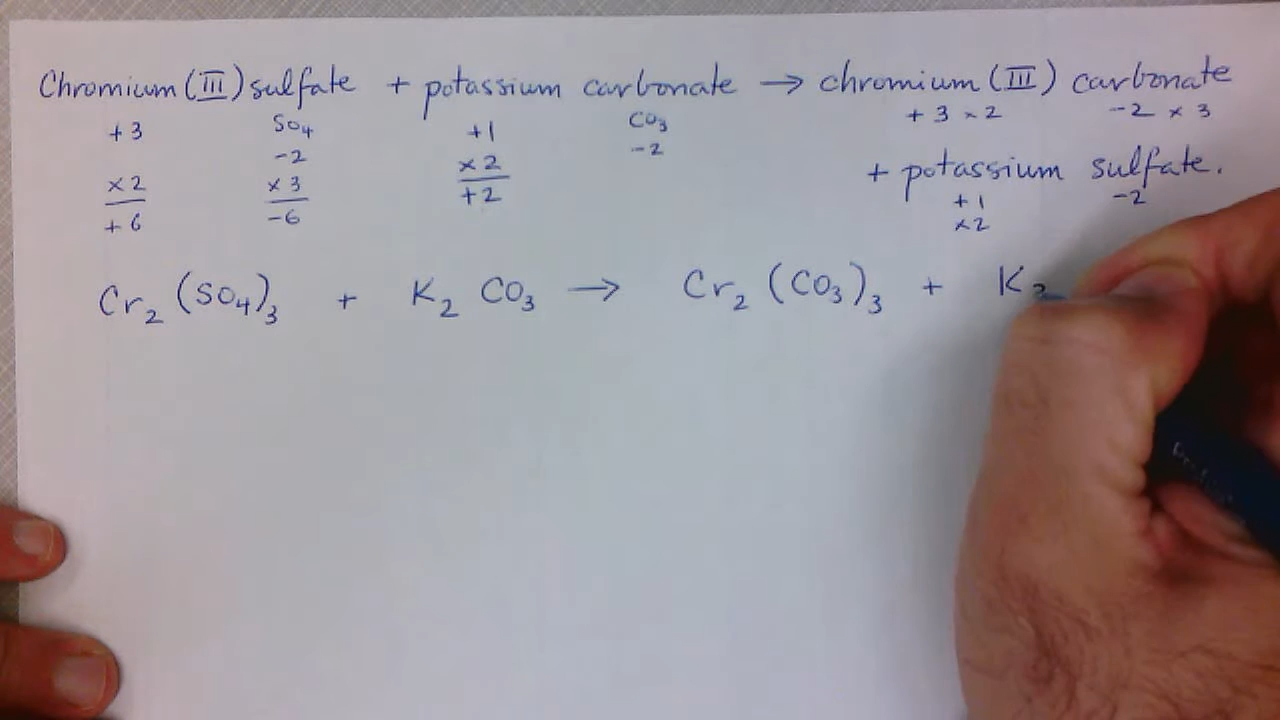 Chromium (III) sulfate + potassium carbonate → chromium (III) carbonate
+3 SO₄ +1 CO₃ +3 × 2 -2 × 3
-2 ×2 -2 + potassium sulfate.
×2 ×3 +2 +1 -2
+6 -6 ×2
Cr₂ (SO₄)₃ + K₂ CO₃ → Cr₂ (CO₃)₃ + K₂